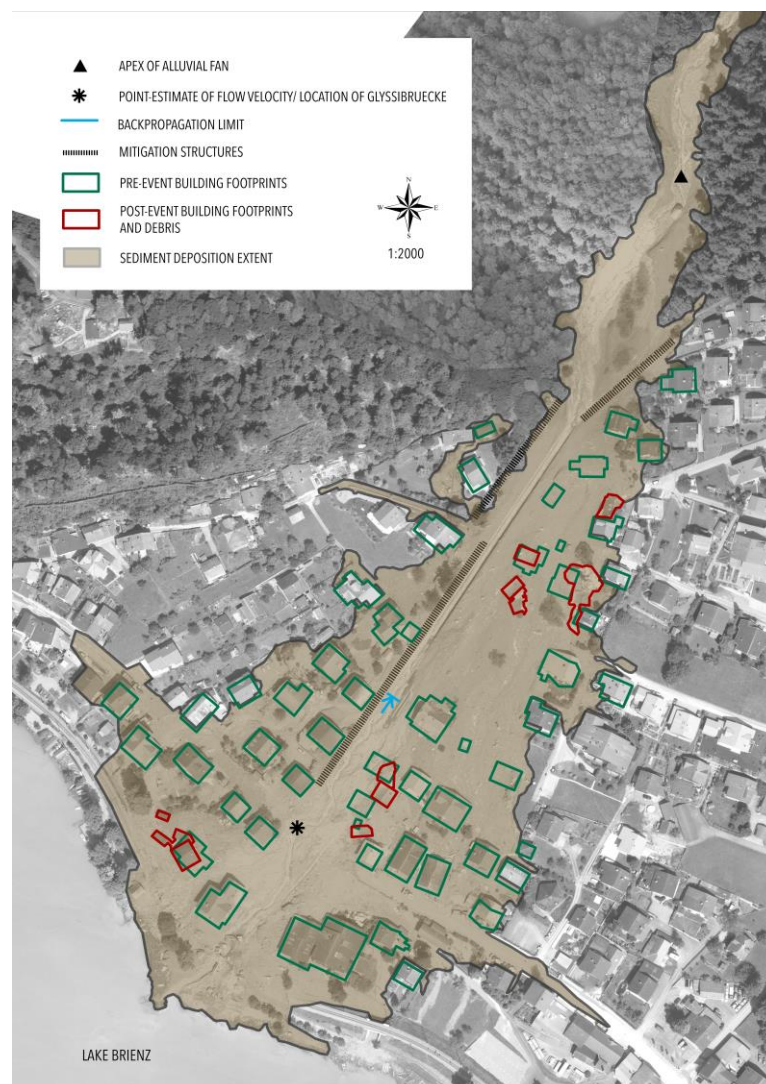 APEX OF ALLUVIAL FAN
POINT-ESTIMATE OF FLOW VELOCITY/ LOCATION OF GLYSSIBRUECKE
BACKPROPAGATION LIMIT
MITIGATION STRUCTURES
PRE-EVENT BUILDING FOOTPRINTS
POST-EVENT BUILDING FOOTPRINTS
AND DEBRIS
SEDIMENT DEPOSITION EXTENT
N
W E
S
1:2000
LAKE BRIENZ